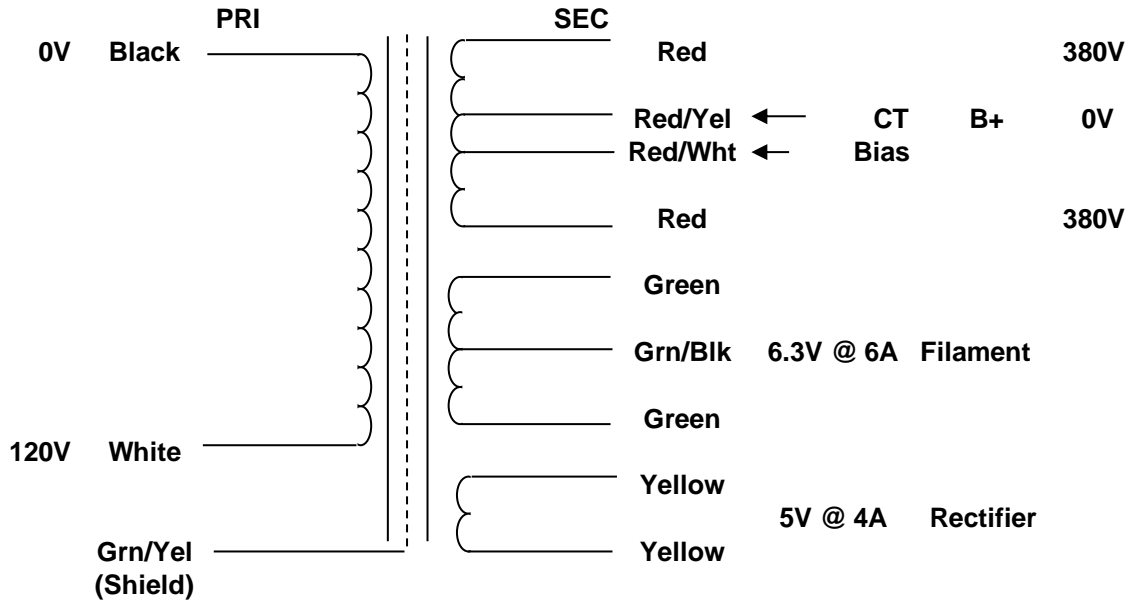 PRI SEC
0V Black Red 380V
Red/Yel CT B+ 0V
Red/Wht Bias
Red 380V
Green
Grn/Blk 6.3V @ 6A Filament
Green
120V White
Yellow
5V @ 4A Rectifier
Grn/Yel Yellow
(Shield)